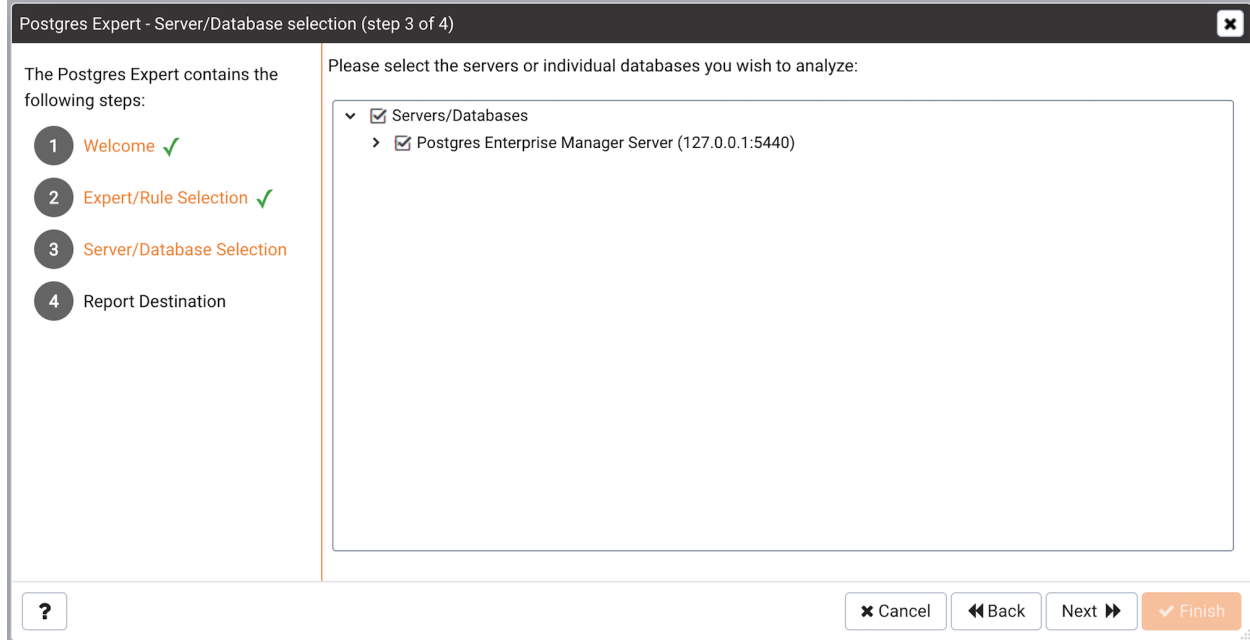 Postgres Expert - Server/Database selection (step 3 of 4)
The Postgres Expert contains the
following steps:
1 Welcome
2 Expert/Rule Selection
3 Server/Database Selection
4 Report Destination
Please select the servers or individual databases you wish to analyze:
Servers/Databases
Postgres Enterprise Manager Server (127.0.0.1:5440)
? Cancel Back Next Finish